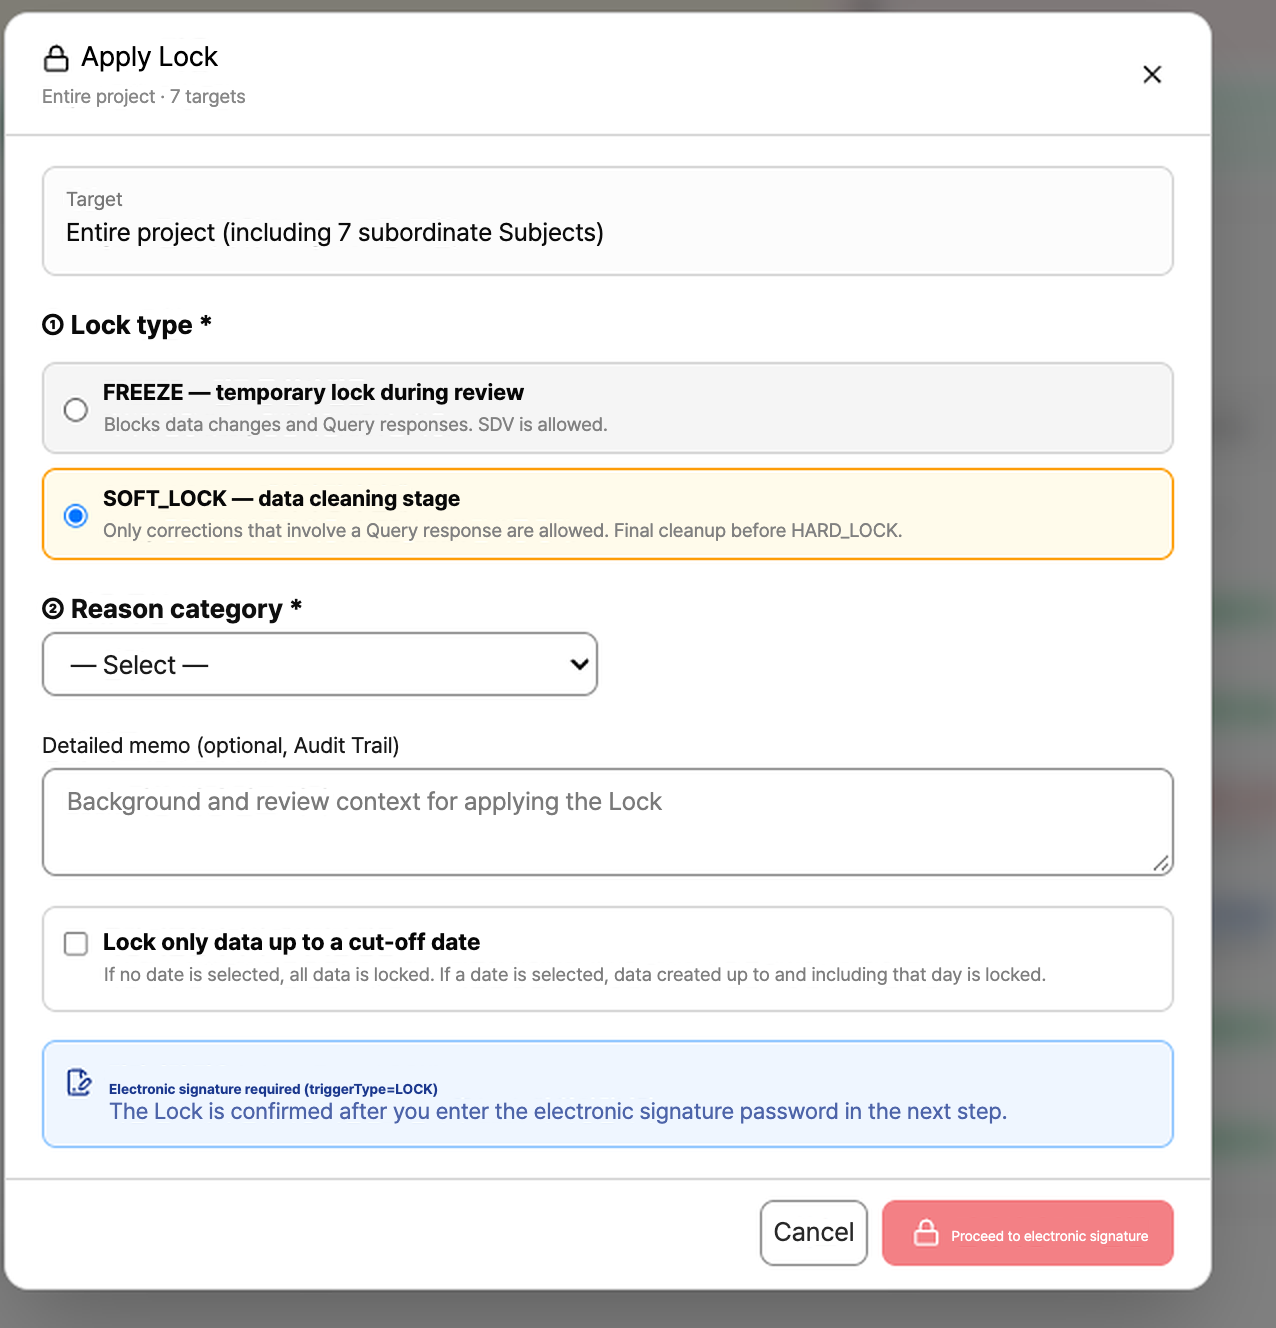 Apply Lock
Entire project · 7 targets
Target
Entire project (including 7 subordinate Subjects)
① Lock type *
FREEZE — temporary lock during review
Blocks data changes and Query responses. SDV is allowed.
SOFT_LOCK — data cleaning stage
Only corrections that involve a Query response are allowed. Final cleanup before HARD_LOCK.
② Reason category *
— Select —
Detailed memo (optional, Audit Trail)
Background and review context for applying the Lock
Lock only data up to a cut-off date
If no date is selected, all data is locked. If a date is selected, data created up to and including that day is locked.
Electronic signature required (triggerType=LOCK)
The Lock is confirmed after you enter the electronic signature password in the next step.
Cancel
Proceed to electronic signature